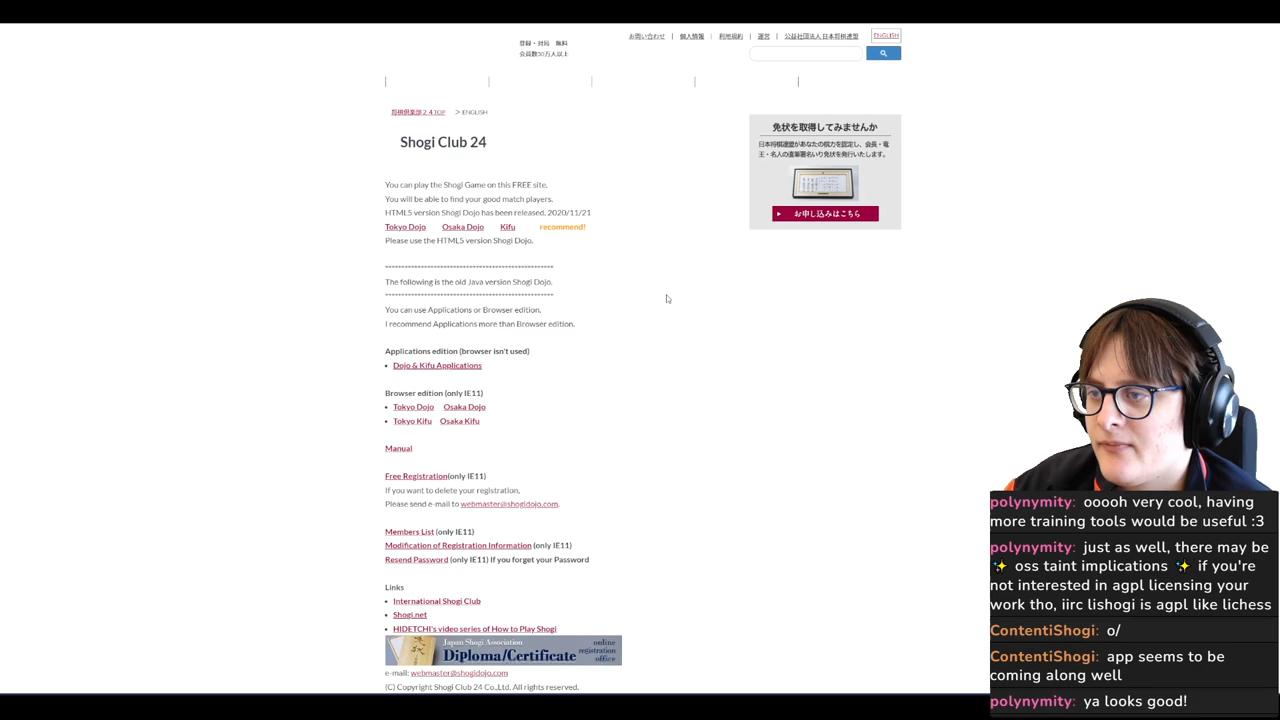 お問い合わせ | 個人情報 | 利用規約 | 運営 | 公益社団法人 日本将棋連盟 ENGLISH
登録・対局 無料
会員数30万人以上
将棋倶楽部24TOP > ENGLISH
Shogi Club 24
You can play the Shogi Game on this FREE site.
You will be able to find your good match players.
HTML5 version Shogi Dojo has been released. 2020/11/21
Tokyo Dojo Osaka Dojo Kifu recommend!
Please use the HTML5 version Shogi Dojo.
****************************************************
The following is the old Java version Shogi Dojo.
****************************************************
You can use Applications or Browser edition.
I recommend Applications more than Browser edition.
Applications edition (browser isn't used)
• Dojo & Kifu Applications
Browser edition (only IE11)
• Tokyo Dojo Osaka Dojo
• Tokyo Kifu Osaka Kifu
Manual
Free Registration(only IE11)
If you want to delete your registration,
Please send e-mail to webmaster@shogidojo.com.
Members List (only IE11)
Modification of Registration Information (only IE11)
Resend Password (only IE11) If you forget your Password
Links
• International Shogi Club
• Shogi.net
• HIDETCHI's video series of How to Play Shogi
Japan Shogi Association
Diploma/Certificate
online
registration
office
e-mail: webmaster@shogidojo.com
(C) Copyright Shogi Club 24 Co.,Ltd. All rights reserved.
免状を取得してみませんか
日本将棋連盟があなたの棋力を認定し、会長・竜
王・名人の直筆署名いり免状を発行いたします。
お申し込みはこちら
polynymity: ooooh very cool, having
more training tools would be useful :3
polynymity: just as well, there may be
✨ oss taint implications ✨ if you're
not interested in agpl licensing your
work tho, iirc lishogi is agpl like lichess
ContentiShogi: o/
ContentiShogi: app seems to be
coming along well
polynymity: ya looks good!